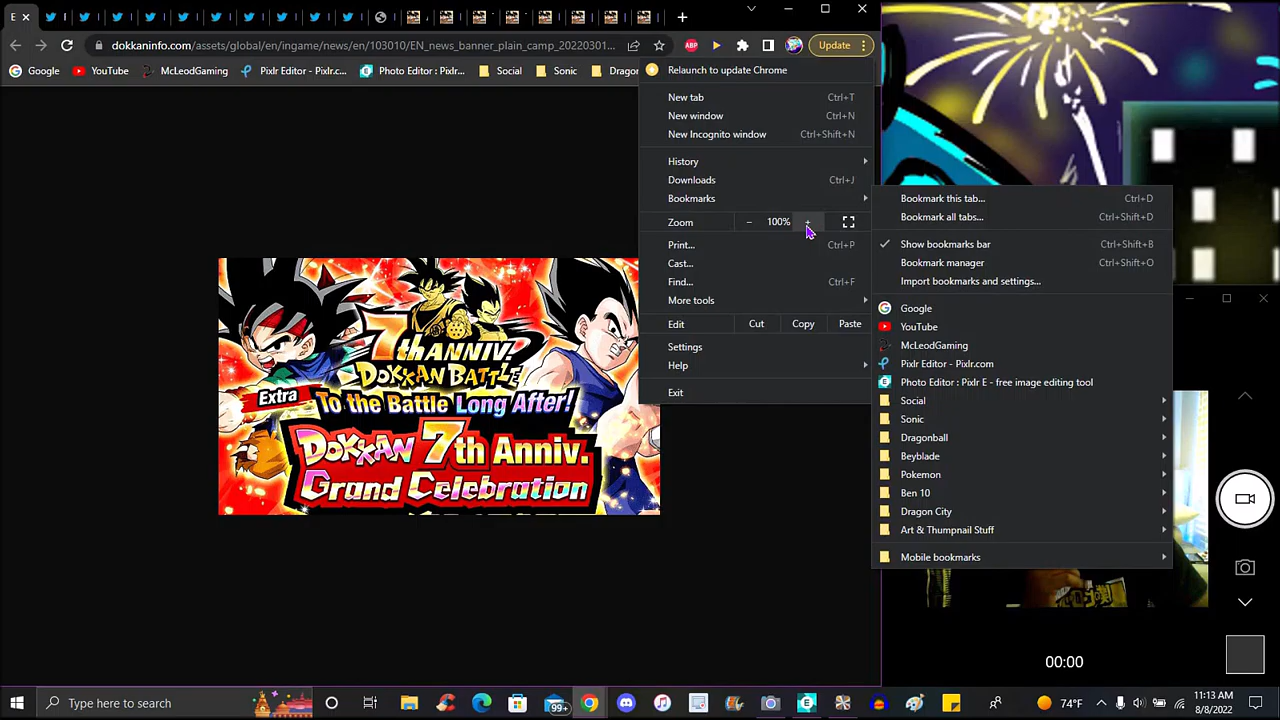 E
dokkaninfo.com/assets/global/en/ingame/news/en/103010/EN_news_banner_plain_camp_20220301...
ABP
Update
Google
YouTube
McLeodGaming
Pixlr Editor - Pixlr.c...
Photo Editor : Pixlr...
Social
Sonic
Dragon
Relaunch to update Chrome
New tab Ctrl+T
New window Ctrl+N
New Incognito window Ctrl+Shift+N
History
Downloads Ctrl+J
Bookmarks
Zoom − 100% +
Print... Ctrl+P
Cast...
Find... Ctrl+F
More tools
Edit Cut Copy Paste
Settings
Help
Exit
Bookmark this tab... Ctrl+D
Bookmark all tabs... Ctrl+Shift+D
Show bookmarks bar Ctrl+Shift+B
Bookmark manager Ctrl+Shift+O
Import bookmarks and settings...
Google
YouTube
McLeodGaming
Pixlr Editor - Pixlr.com
Photo Editor : Pixlr E - free image editing tool
Social
Sonic
Dragonball
Beyblade
Pokemon
Ben 10
Dragon City
Art & Thumpnail Stuff
Mobile bookmarks
7th ANNIV.
DOKKAN BATTLE
Extra To the Battle Long After!
DOKKAN 7th Anniv.
Grand Celebration
00:00
Type here to search
99+
74°F
11:13 AM
8/8/2022